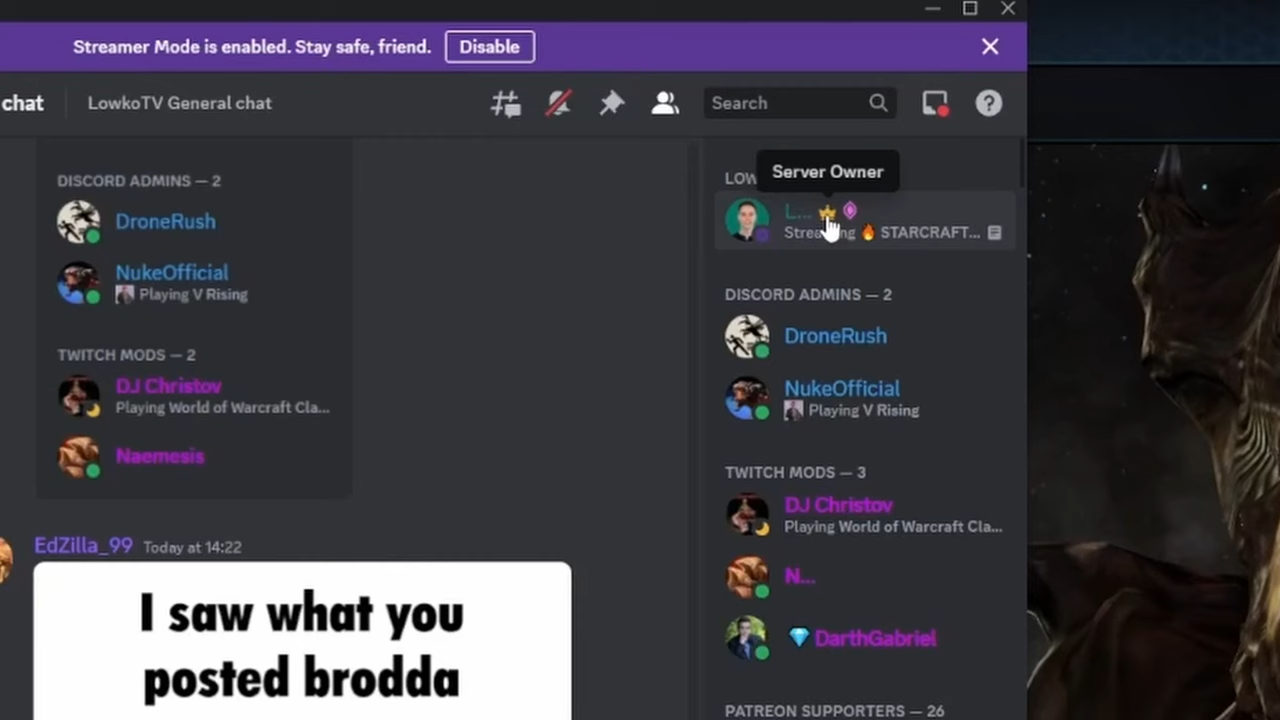 Streamer Mode is enabled. Stay safe, friend. Disable
chat LowkoTV General chat Search
DISCORD ADMINS — 2
DroneRush
NukeOfficial
Playing V Rising
TWITCH MODS — 2
DJ Christov
Playing World of Warcraft Cla...
Naemesis
EdZilla_99 Today at 14:22
I saw what you
posted brodda
Server Owner
LOW
L...
Streaming 🔥 STARCRAFT...
DISCORD ADMINS — 2
DroneRush
NukeOfficial
Playing V Rising
TWITCH MODS — 3
DJ Christov
Playing World of Warcraft Cla...
N...
💎 DarthGabriel
PATREON SUPPORTERS — 26